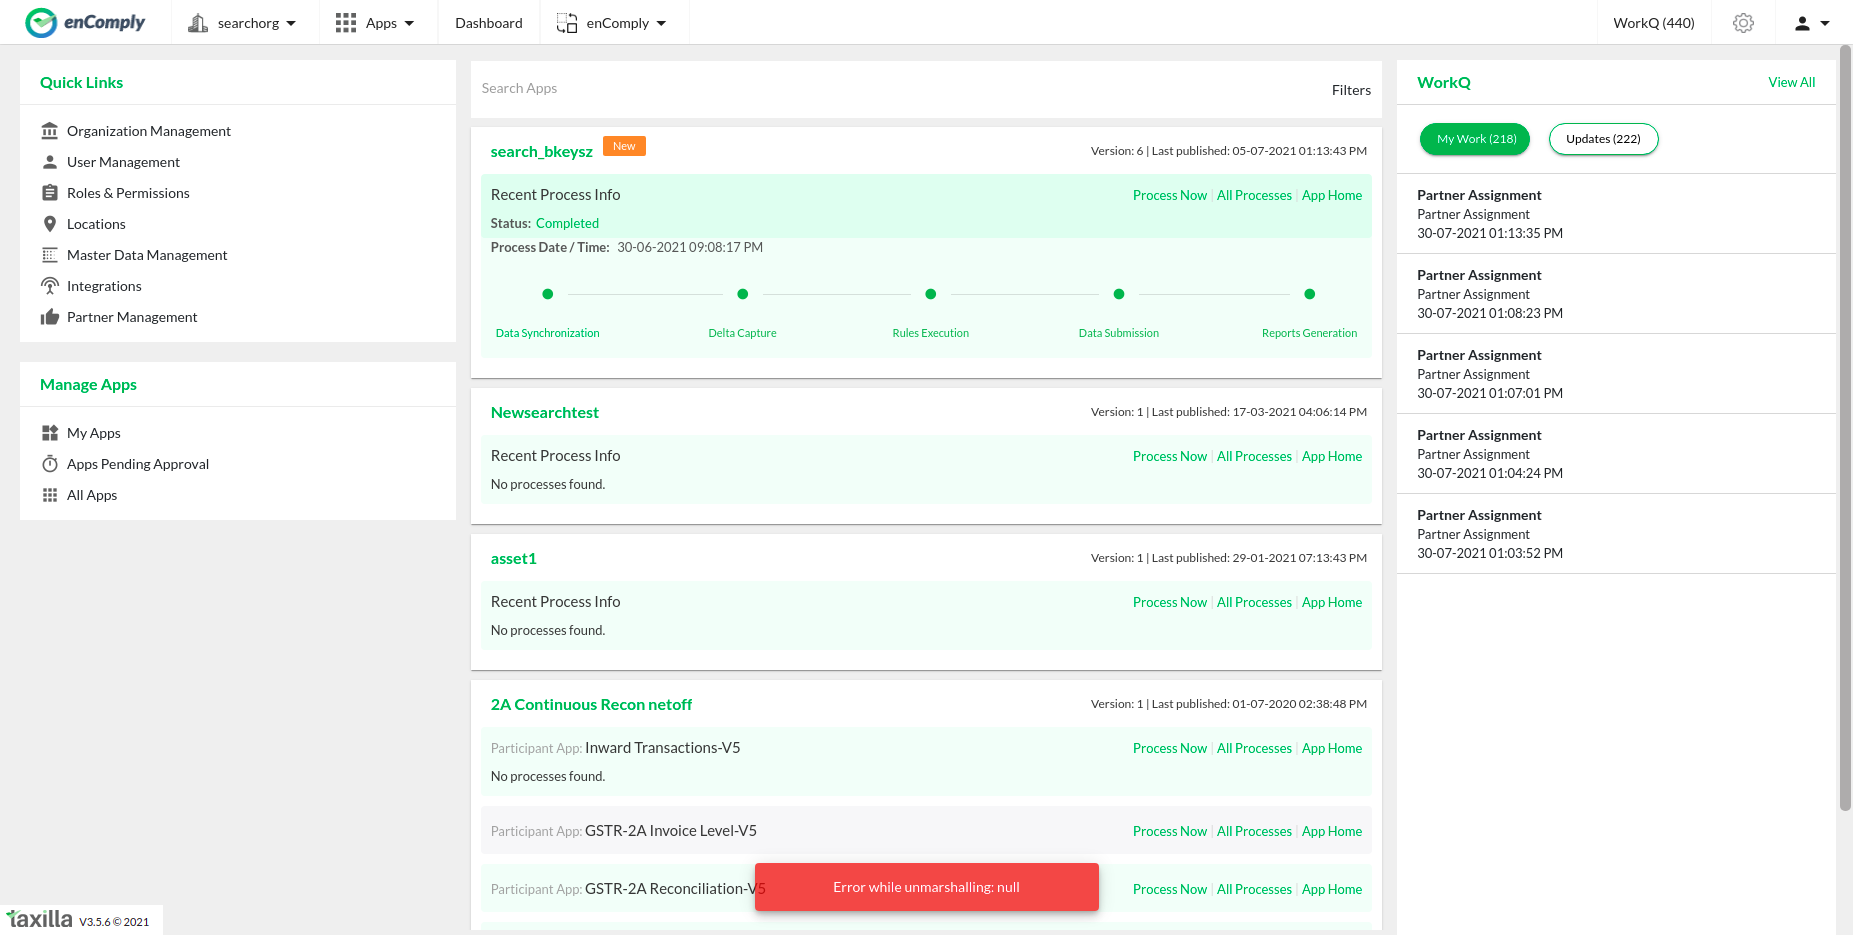 enComply
searchorg
Apps
Dashboard
enComply
WorkQ (440)
Quick Links
Organization Management
User Management
Roles & Permissions
Locations
Master Data Management
Integrations
Partner Management
Manage Apps
My Apps
Apps Pending Approval
All Apps
Search Apps
Filters
search_bkeysz New
Version: 6 | Last published: 05-07-2021 01:13:43 PM
Recent Process Info
Process Now | All Processes | App Home
Status: Completed
Process Date / Time: 30-06-2021 09:08:17 PM
Data Synchronization
Delta Capture
Rules Execution
Data Submission
Reports Generation
Newsearchtest
Version: 1 | Last published: 17-03-2021 04:06:14 PM
Recent Process Info
Process Now | All Processes | App Home
No processes found.
asset1
Version: 1 | Last published: 29-01-2021 07:13:43 PM
Recent Process Info
Process Now | All Processes | App Home
No processes found.
2A Continuous Recon netoff
Version: 1 | Last published: 01-07-2020 02:38:48 PM
Participant App: Inward Transactions-V5
Process Now | All Processes | App Home
No processes found.
Participant App: GSTR-2A Invoice Level-V5
Process Now | All Processes | App Home
Participant App: GSTR-2A Reconciliation-V5
Process Now | All Processes | App Home
Error while unmarshalling: null
WorkQ
View All
My Work (218)
Updates (222)
Partner Assignment
Partner Assignment
30-07-2021 01:13:35 PM
Partner Assignment
Partner Assignment
30-07-2021 01:08:23 PM
Partner Assignment
Partner Assignment
30-07-2021 01:07:01 PM
Partner Assignment
Partner Assignment
30-07-2021 01:04:24 PM
Partner Assignment
Partner Assignment
30-07-2021 01:03:52 PM
taxilla V3.5.6 © 2021